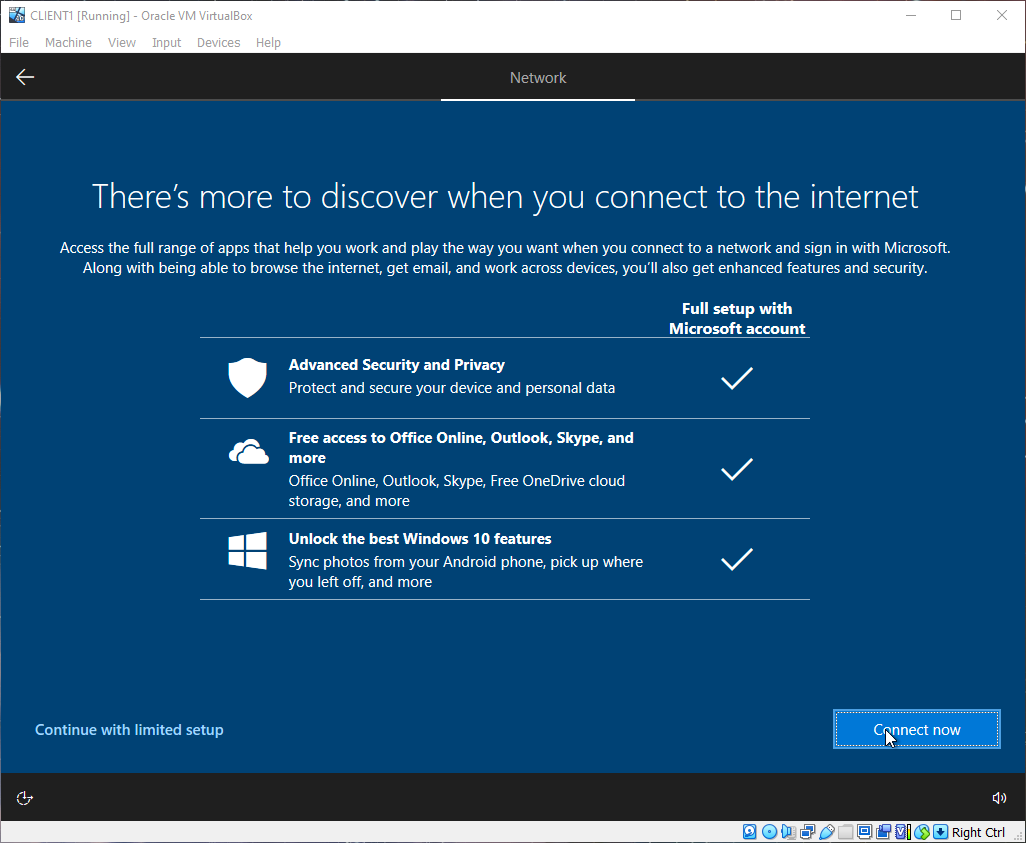 CLIENT1 [Running] - Oracle VM VirtualBox
File Machine View Input Devices Help
Network
There's more to discover when you connect to the internet
Access the full range of apps that help you work and play the way you want when you connect to a network and sign in with Microsoft.
Along with being able to browse the internet, get email, and work across devices, you'll also get enhanced features and security.
Full setup with
Microsoft account
Advanced Security and Privacy
Protect and secure your device and personal data
Free access to Office Online, Outlook, Skype, and
more
Office Online, Outlook, Skype, Free OneDrive cloud
storage, and more
Unlock the best Windows 10 features
Sync photos from your Android phone, pick up where
you left off, and more
Continue with limited setup
Connect now
Right Ctrl